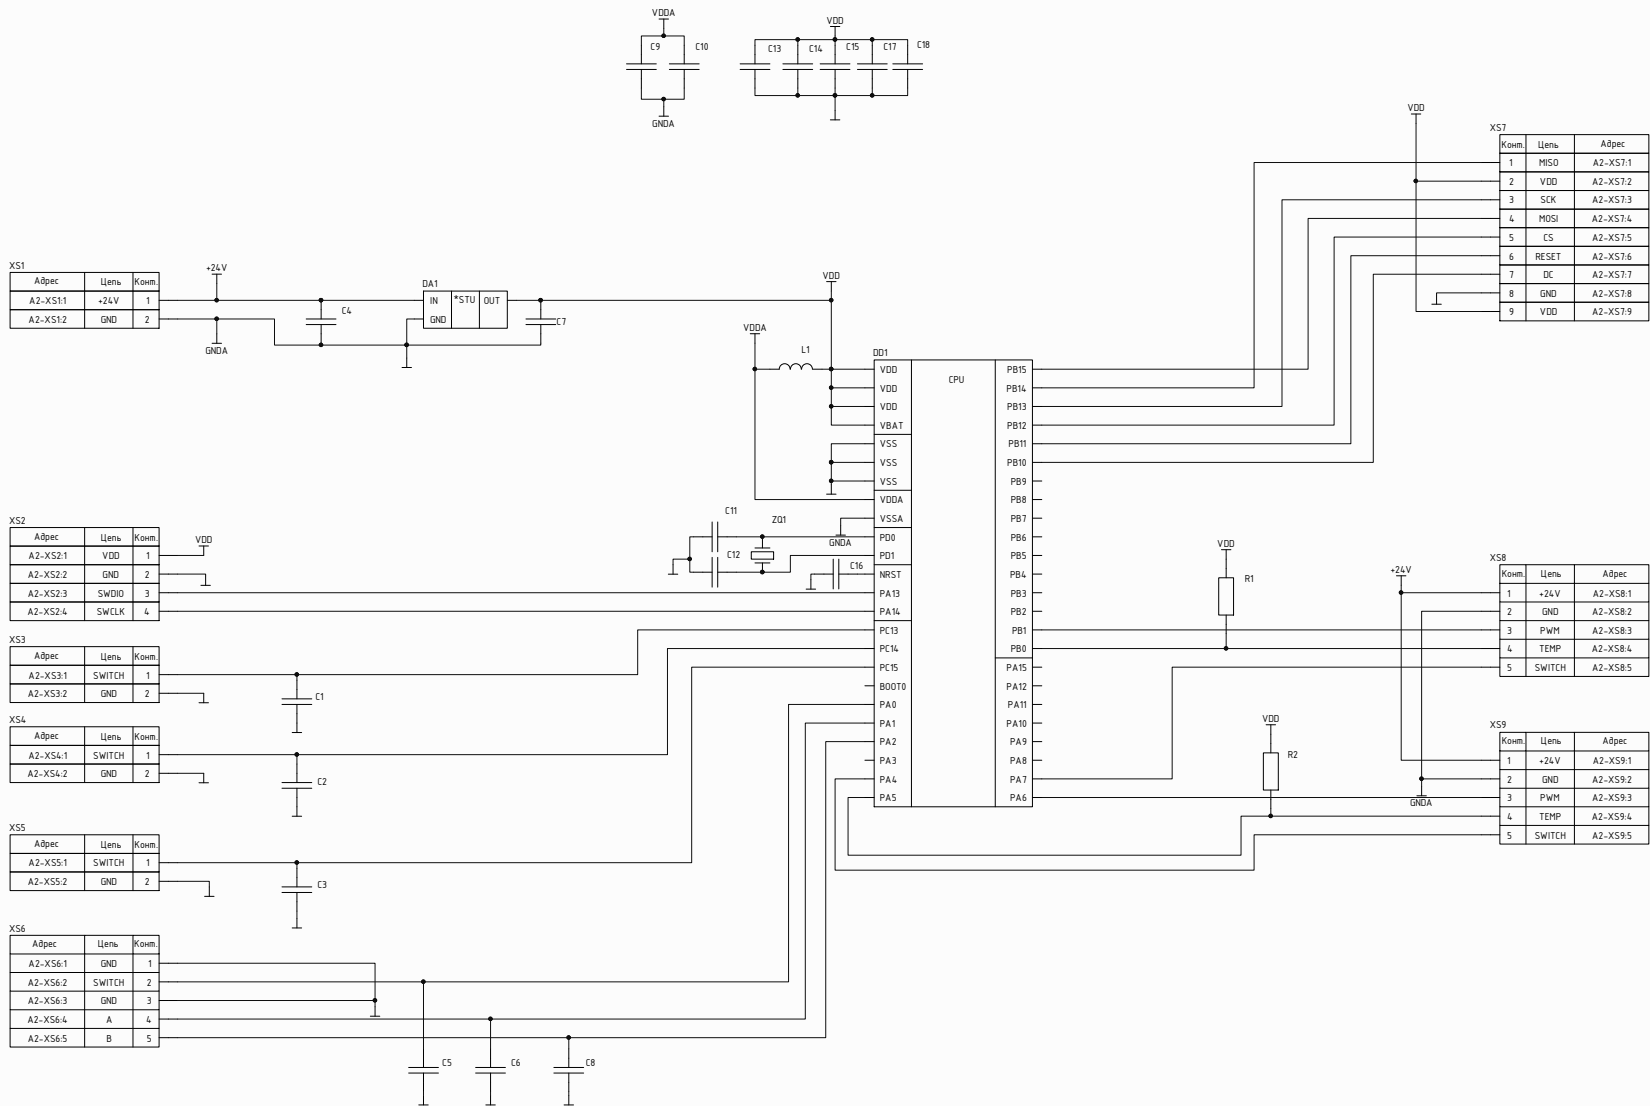 VDDA
C9 C10
GNDA
VDD
C13 C14 C15 C17 C18
XS1
Адрес Цепь Конт.
A2-XS1:1 +24V 1
A2-XS1:2 GND 2
+24V
GNDA
C4
DA1
IN *STU OUT
GND
C7
VDD
VDDA
L1
XS2
Адрес Цепь Конт.
A2-XS2:1 VDD 1
A2-XS2:2 GND 2
A2-XS2:3 SWDIO 3
A2-XS2:4 SWCLK 4
VDD
XS3
Адрес Цепь Конт.
A2-XS3:1 SWITCH 1
A2-XS3:2 GND 2
C1
XS4
Адрес Цепь Конт.
A2-XS4:1 SWITCH 1
A2-XS4:2 GND 2
C2
XS5
Адрес Цепь Конт.
A2-XS5:1 SWITCH 1
A2-XS5:2 GND 2
C3
XS6
Адрес Цепь Конт.
A2-XS6:1 GND 1
A2-XS6:2 SWITCH 2
A2-XS6:3 GND 3
A2-XS6:4 A 4
A2-XS6:5 B 5
C5 C6 C8
C11
ZQ1
C12
GNDA
C16
DD1
CPU
VDD PB15
VDD PB14
VDD PB13
VBAT PB12
VSS PB11
VSS PB10
VSS PB9
VDDA PB8
VSSA PB7
PD0 PB6
PD1 PB5
NRST PB4
PA13 PB3
PA14 PB2
PC13 PB1
PC14 PB0
PC15 PA15
BOOT0 PA12
PA0 PA11
PA1 PA10
PA2 PA9
PA3 PA8
PA4 PA7
PA5 PA6
VDD
XS7
Конт. Цепь Адрес
1 MISO A2-XS7:1
2 VDD A2-XS7:2
3 SCK A2-XS7:3
4 MOSI A2-XS7:4
5 CS A2-XS7:5
6 RESET A2-XS7:6
7 DC A2-XS7:7
8 GND A2-XS7:8
9 VDD A2-XS7:9
VDD
R1
+24V
XS8
Конт. Цепь Адрес
1 +24V A2-XS8:1
2 GND A2-XS8:2
3 PWM A2-XS8:3
4 TEMP A2-XS8:4
5 SWITCH A2-XS8:5
VDD
R2
GNDA
XS9
Конт. Цепь Адрес
1 +24V A2-XS9:1
2 GND A2-XS9:2
3 PWM A2-XS9:3
4 TEMP A2-XS9:4
5 SWITCH A2-XS9:5